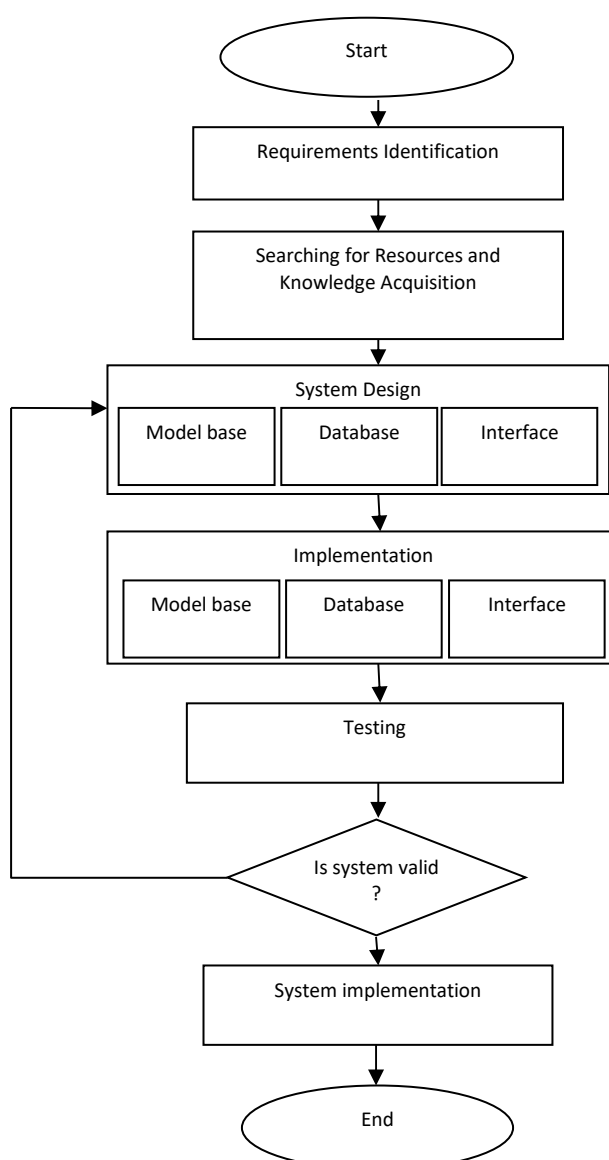 Start
Requirements Identification
Searching for Resources and
Knowledge Acquisition
System Design
Model base
Database
Interface
Implementation
Model base
Database
Interface
Testing
Is system valid
?
System implementation
End